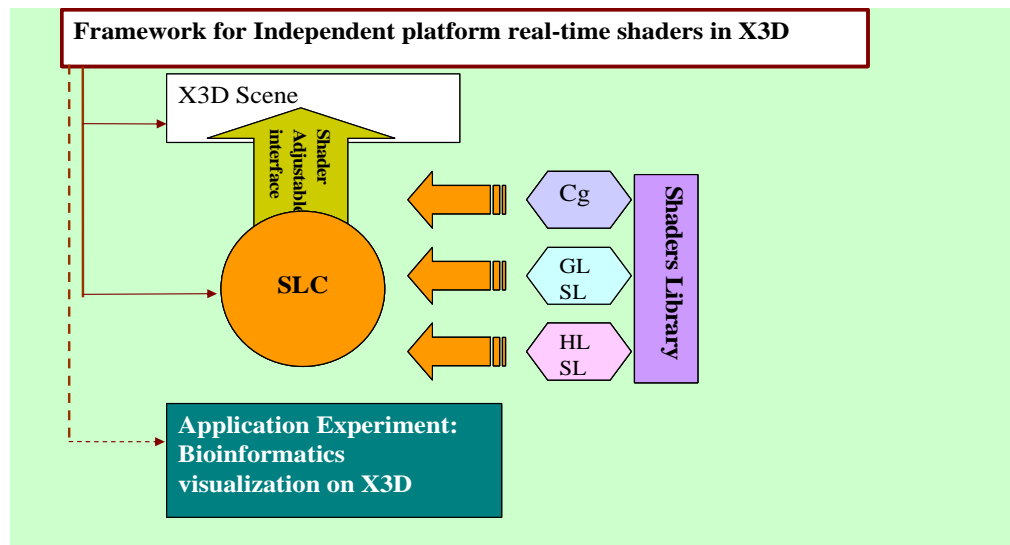 Framework for Independent platform real-time shaders in X3D
X3D Scene
Shader
Adjustable
interface
SLC
Cg
GL
SL
HL
SL
Shaders Library
Application Experiment:
Bioinformatics
visualization on X3D